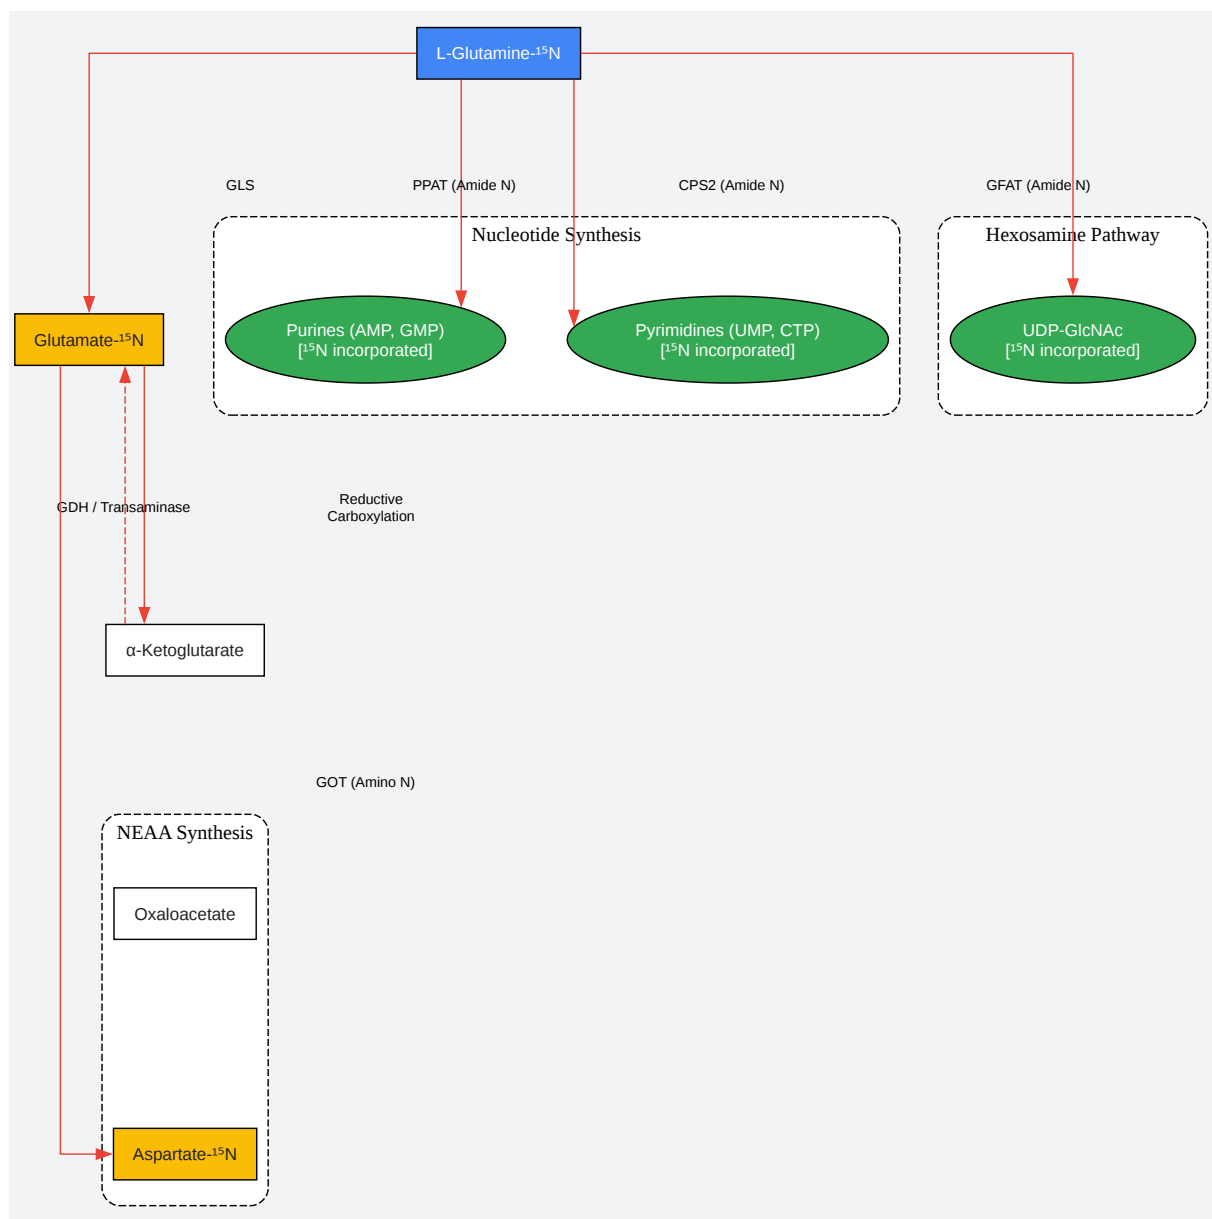 L-Glutamine-¹⁵N
GLS
PPAT (Amide N)
CPS2 (Amide N)
GFAT (Amide N)
Nucleotide Synthesis
Hexosamine Pathway
Glutamate-¹⁵N
Purines (AMP, GMP)
[¹⁵N incorporated]
Pyrimidines (UMP, CTP)
[¹⁵N incorporated]
UDP-GlcNAc
[¹⁵N incorporated]
GDH / Transaminase
Reductive
Carboxylation
α-Ketoglutarate
GOT (Amino N)
NEAA Synthesis
Oxaloacetate
Aspartate-¹⁵N